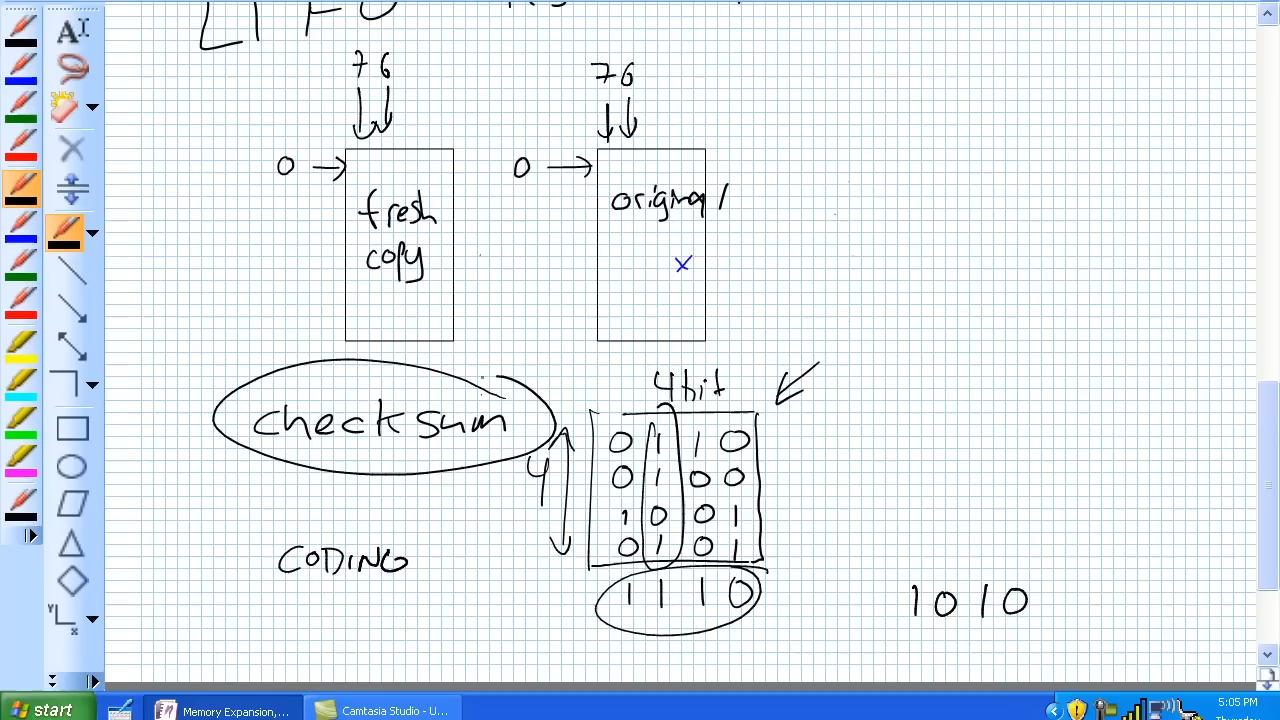 7 6
7 6
0
0
fresh
copy
original
x
checksum
4 bit
4
0 1 1 0
0 1 0 0
1 0 0 1
0 1 0 1
1 1 1 0
CODING
1 0 1 0
start
Memory Expansion,...
Camtasia Studio - U...
5:05 PM